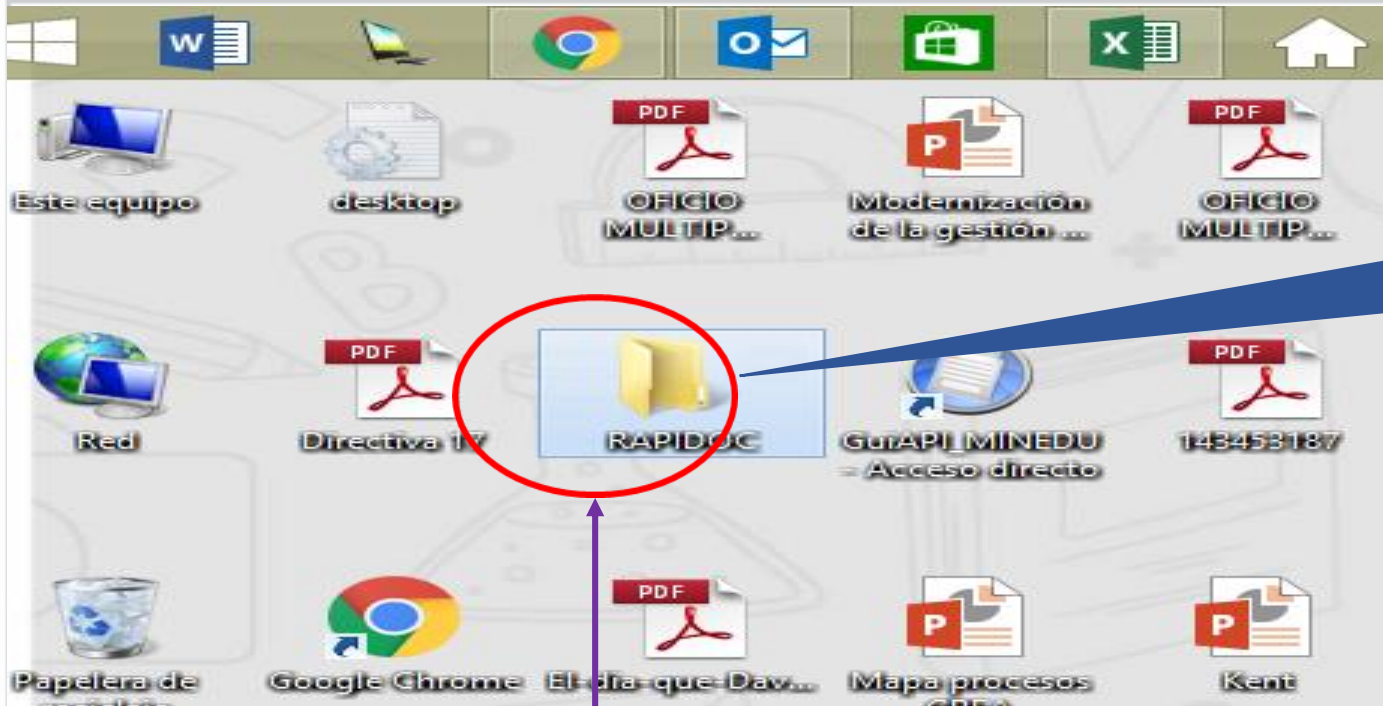 W
O
X
PDF
P
PDF
Este equipo
desktop
OFICIO
MULTIP...
Modernización
de la gestión ...
OFICIO
MULTIP...
PDF
PDF
Red
Directiva 17
RAPIDOC
GuiAPI_MINEDU
- Acceso directo
143453187
PDF
P
P
Papelera de
Google Chrome
El-día-que-Dav...
Mapa procesos
Kent